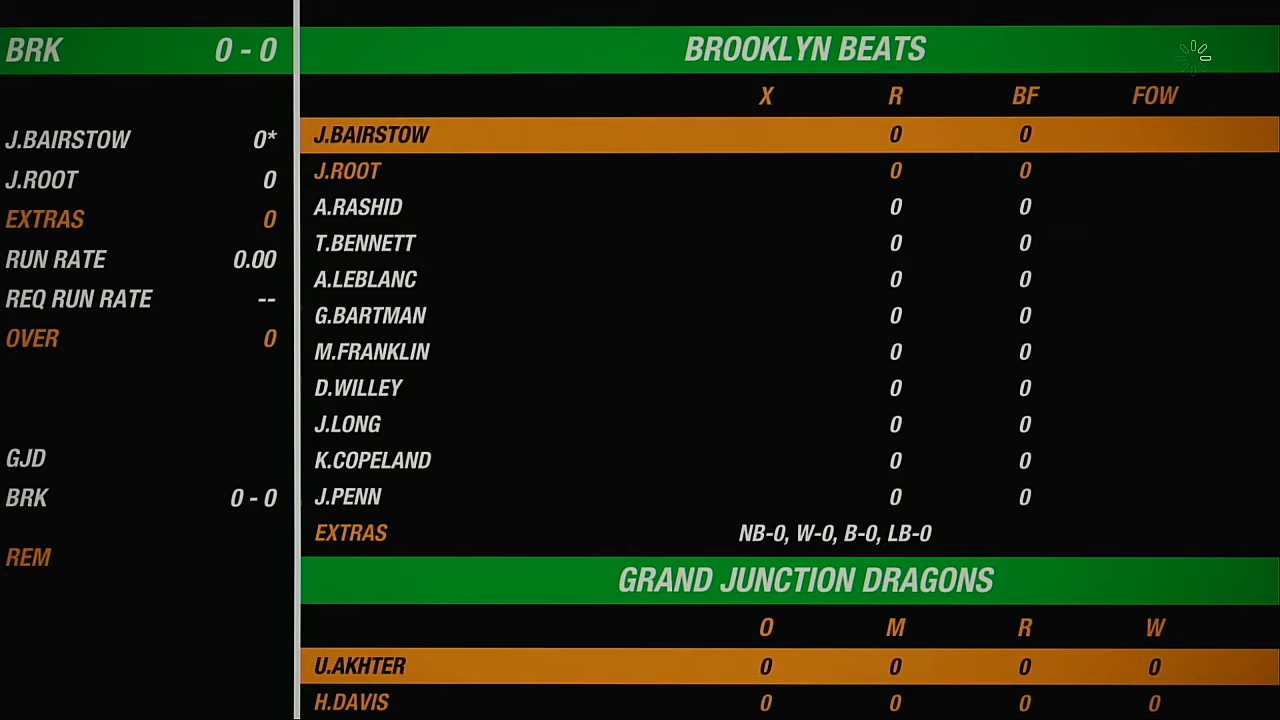 BRK 0 - 0
J.BAIRSTOW 0*
J.ROOT 0
EXTRAS 0
RUN RATE 0.00
REQ RUN RATE --
OVER 0
GJD
BRK 0 - 0
REM
BROOKLYN BEATS
X R BF FOW
J.BAIRSTOW 0 0
J.ROOT 0 0
A.RASHID 0 0
T.BENNETT 0 0
A.LEBLANC 0 0
G.BARTMAN 0 0
M.FRANKLIN 0 0
D.WILLEY 0 0
J.LONG 0 0
K.COPELAND 0 0
J.PENN 0 0
EXTRAS NB-0, W-0, B-0, LB-0
GRAND JUNCTION DRAGONS
O M R W
U.AKHTER 0 0 0 0
H.DAVIS 0 0 0 0